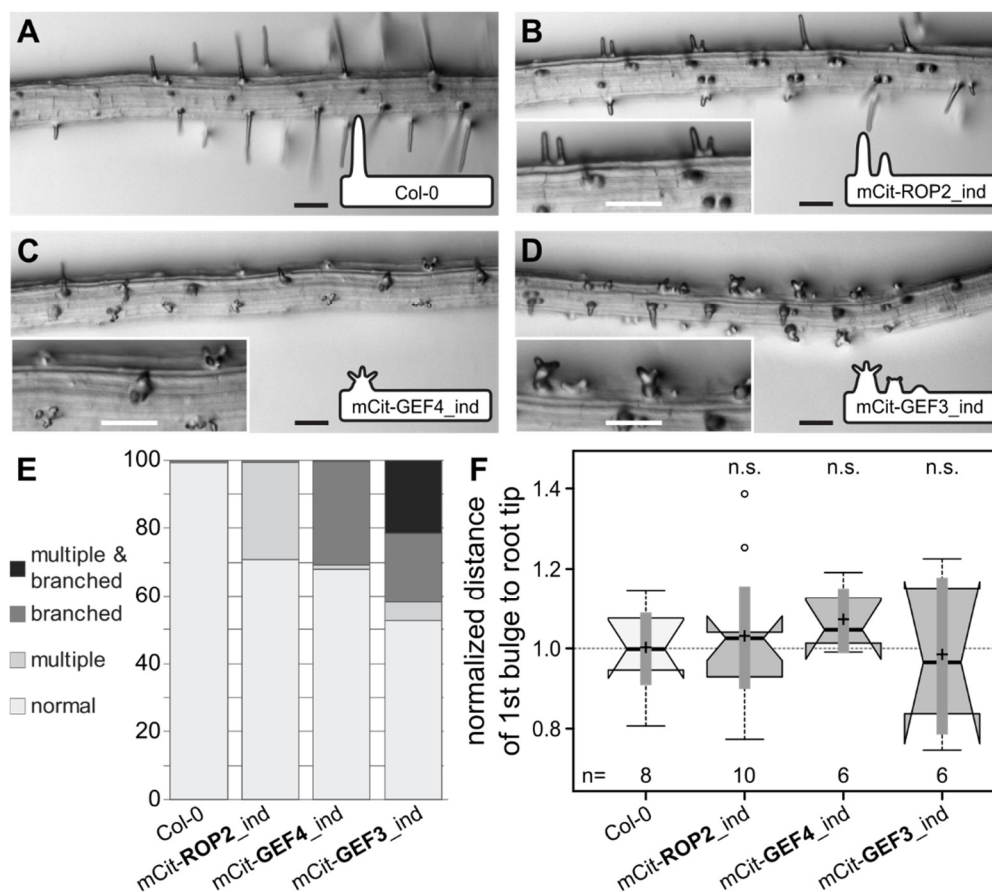 A
Col-0
B
mCit-ROP2_ind
C
mCit-GEF4_ind
D
mCit-GEF3_ind
E
100
80
60
40
20
0
multiple &
branched
branched
multiple
normal
Col-0
mCit-ROP2_ind
mCit-GEF4_ind
mCit-GEF3_ind
F
normalized distance
of 1st bulge to root tip
1.4
1.2
1.0
0.8
n.s. n.s. n.s.
n= 8 10 6 6
Col-0
mCit-ROP2_ind
mCit-GEF4_ind
mCit-GEF3_ind